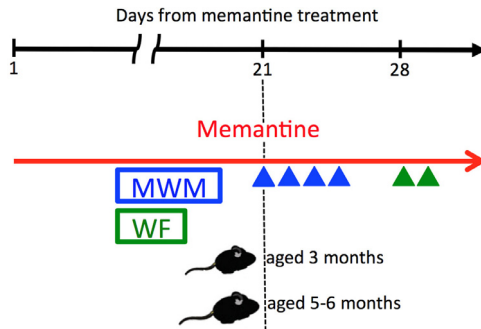 Days from memantine treatment
1
21
28
Memantine
MWM
WF
aged 3 months
aged 5-6 months